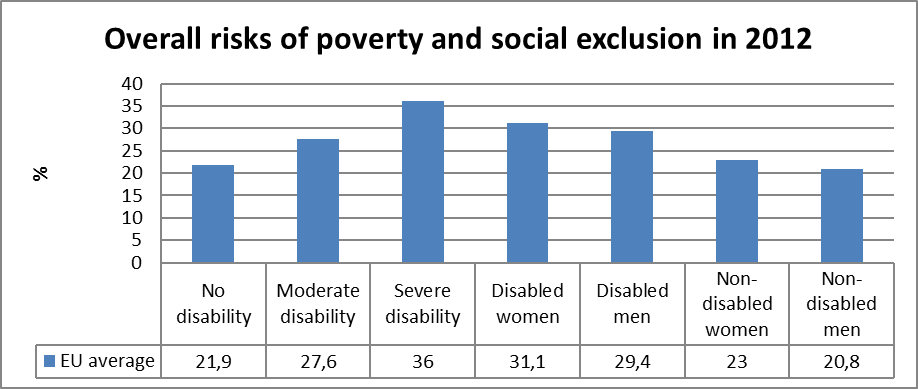 Overall risks of poverty and social exclusion in 2012
%
40
35
30
25
20
15
10
5
0
No
disability
Moderate
disability
Severe
disability
Disabled
women
Disabled
men
Non-
disabled
women
Non-
disabled
men
EU average 21,9 27,6 36 31,1 29,4 23 20,8